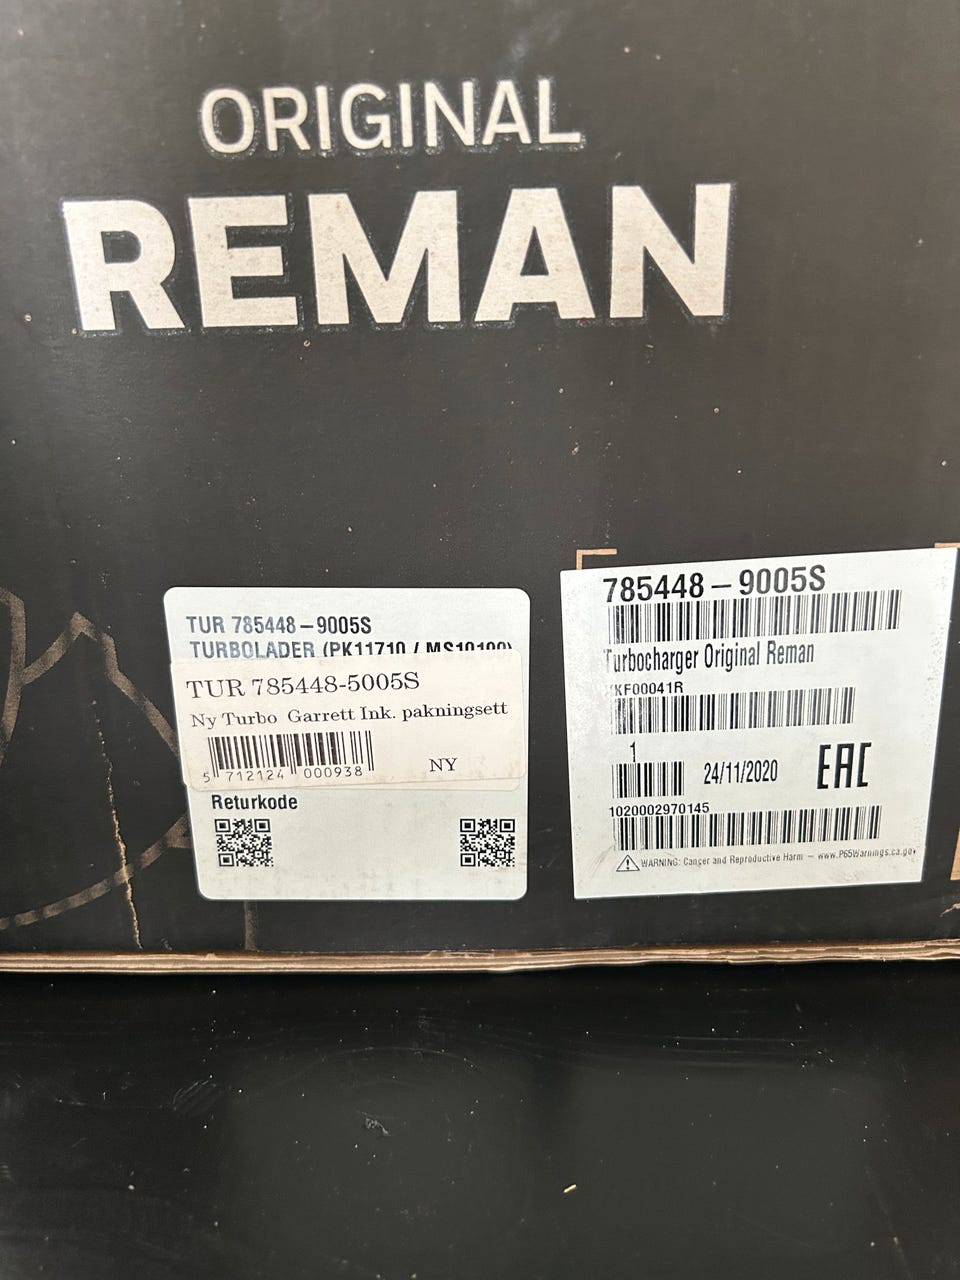 ORIGINAL
REMAN
TUR 785448-9005S
TURBOLADER (PK11710 / MS10100)
TUR 785448-5005S
Ny Turbo Garrett Ink. pakningsett
5 712124 000938
NY
Returkode
785448-9005S
Turbocharger Original Reman
KF00041R
1
24/11/2020
EAC
1020002970145
WARNING: Cancer and Reproductive Harm - www.P65Warnings.ca.gov